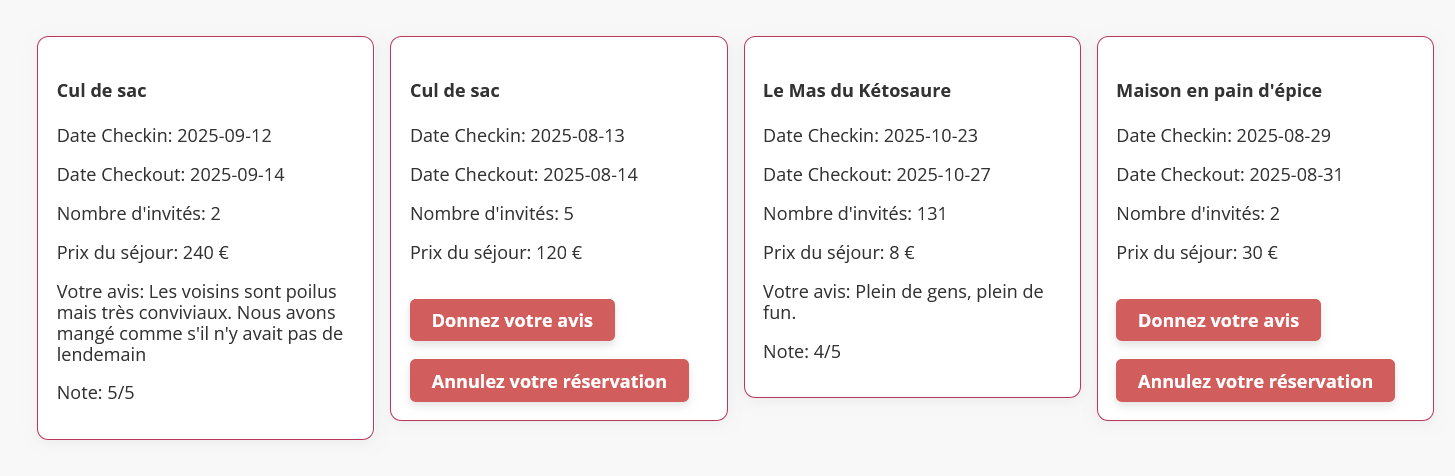 Cul de sac
Date Checkin: 2025-09-12
Date Checkout: 2025-09-14
Nombre d'invités: 2
Prix du séjour: 240 €
Votre avis: Les voisins sont poilus
mais très conviviaux. Nous avons
mangé comme s'il n'y avait pas de
lendemain
Note: 5/5
Cul de sac
Date Checkin: 2025-08-13
Date Checkout: 2025-08-14
Nombre d'invités: 5
Prix du séjour: 120 €
Donnez votre avis
Annulez votre réservation
Le Mas du Kétosaure
Date Checkin: 2025-10-23
Date Checkout: 2025-10-27
Nombre d'invités: 131
Prix du séjour: 8 €
Votre avis: Plein de gens, plein de
fun.
Note: 4/5
Maison en pain d'épice
Date Checkin: 2025-08-29
Date Checkout: 2025-08-31
Nombre d'invités: 2
Prix du séjour: 30 €
Donnez votre avis
Annulez votre réservation